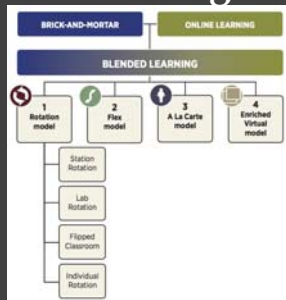 BRICK-AND-MORTAR
ONLINE LEARNING
BLENDED LEARNING
1
Rotation
model
2
Flex
model
3
A La Carte
model
4
Enriched
Virtual
model
Station
Rotation
Lab
Rotation
Flipped
Classroom
Individual
Rotation